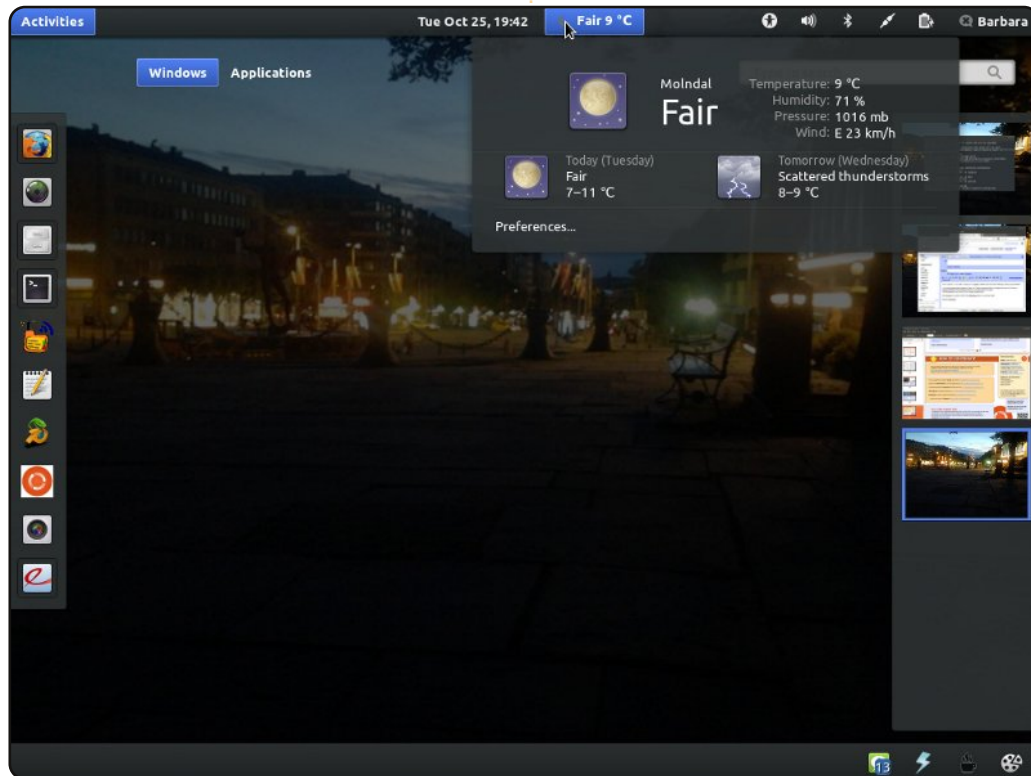 Activities
Tue Oct 25, 19:42
Fair 9 °C
Barbara
Windows
Applications
Molndal
Fair
Temperature: 9 °C
Humidity: 71 %
Pressure: 1016 mb
Wind: E 23 km/h
Today (Tuesday)
Fair
7–11 °C
Tomorrow (Wednesday)
Scattered thunderstorms
8–9 °C
Preferences...
13